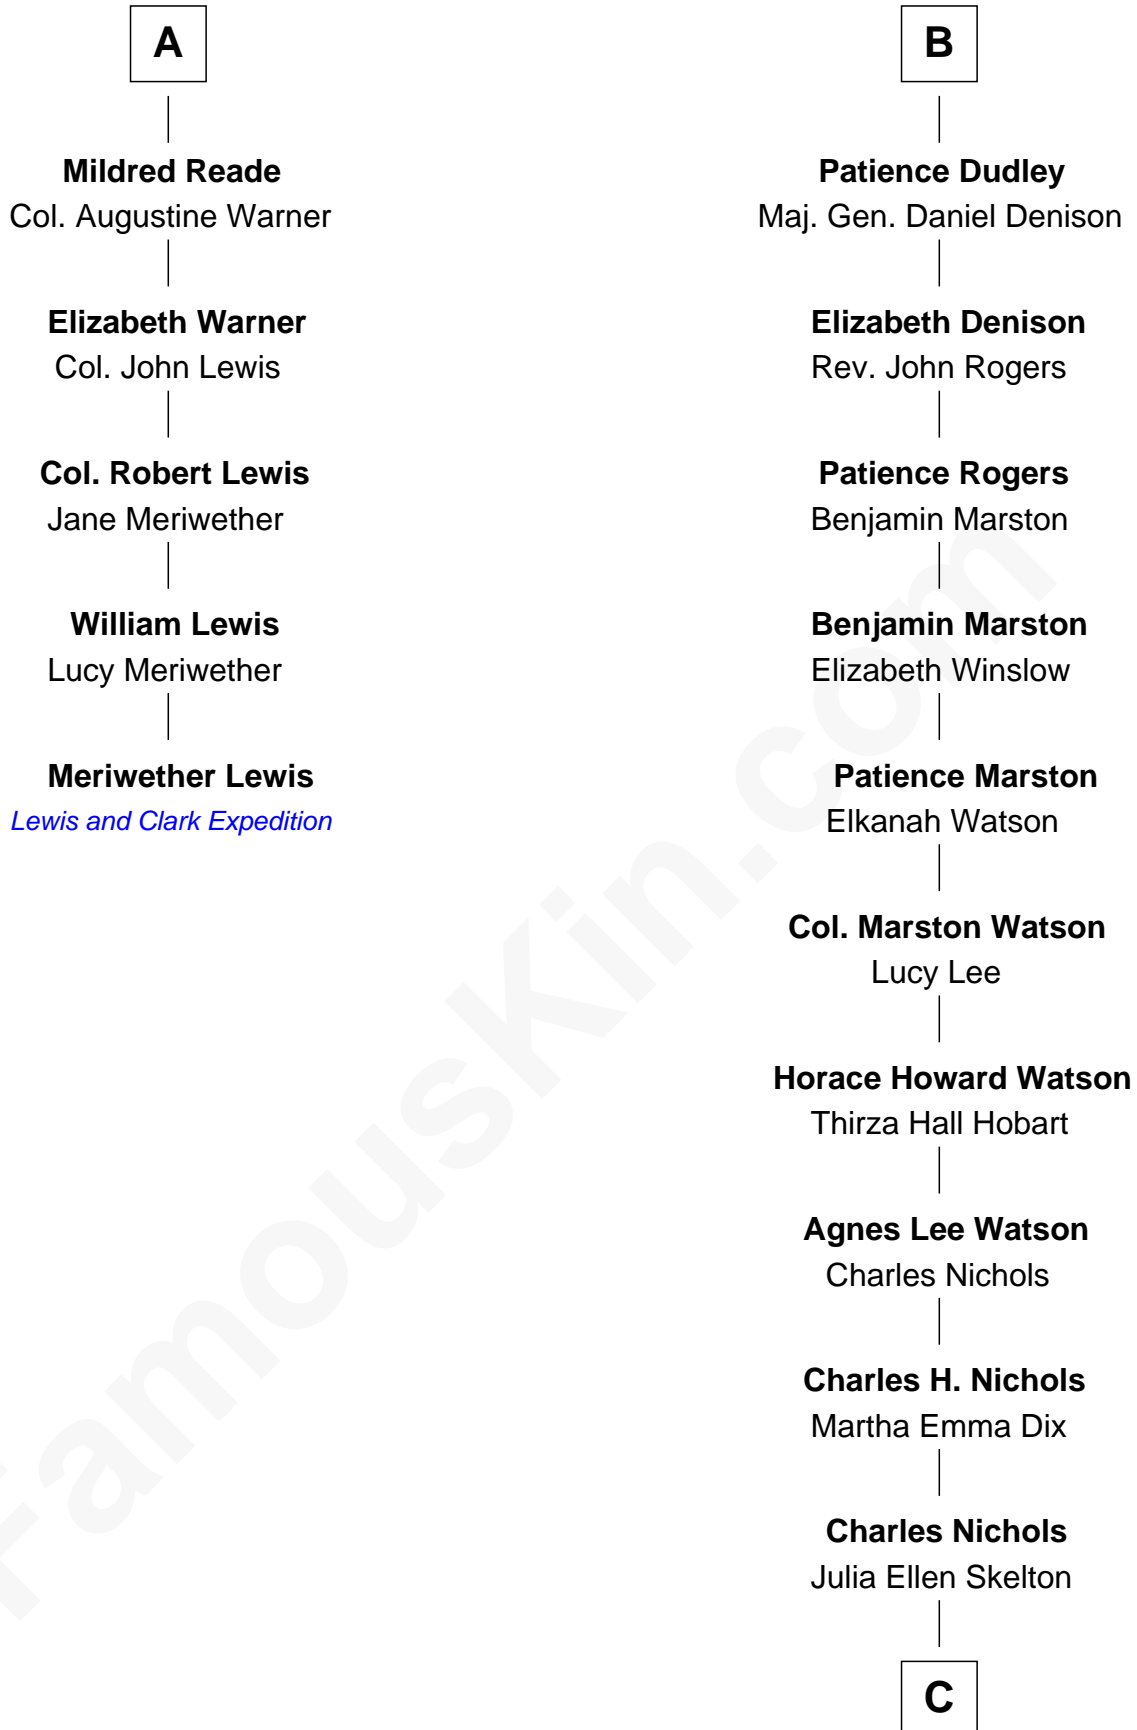 A
Mildred Reade
Col. Augustine Warner
Elizabeth Warner
Col. John Lewis
Col. Robert Lewis
Jane Meriwether
William Lewis
Lucy Meriwether
Meriwether Lewis
Lewis and Clark Expedition
B
Patience Dudley
Maj. Gen. Daniel Denison
Elizabeth Denison
Rev. John Rogers
Patience Rogers
Benjamin Marston
Benjamin Marston
Elizabeth Winslow
Patience Marston
Elkanah Watson
Col. Marston Watson
Lucy Lee
Horace Howard Watson
Thirza Hall Hobart
Agnes Lee Watson
Charles Nichols
Charles H. Nichols
Martha Emma Dix
Charles Nichols
Julia Ellen Skelton
C
FamousKin.com